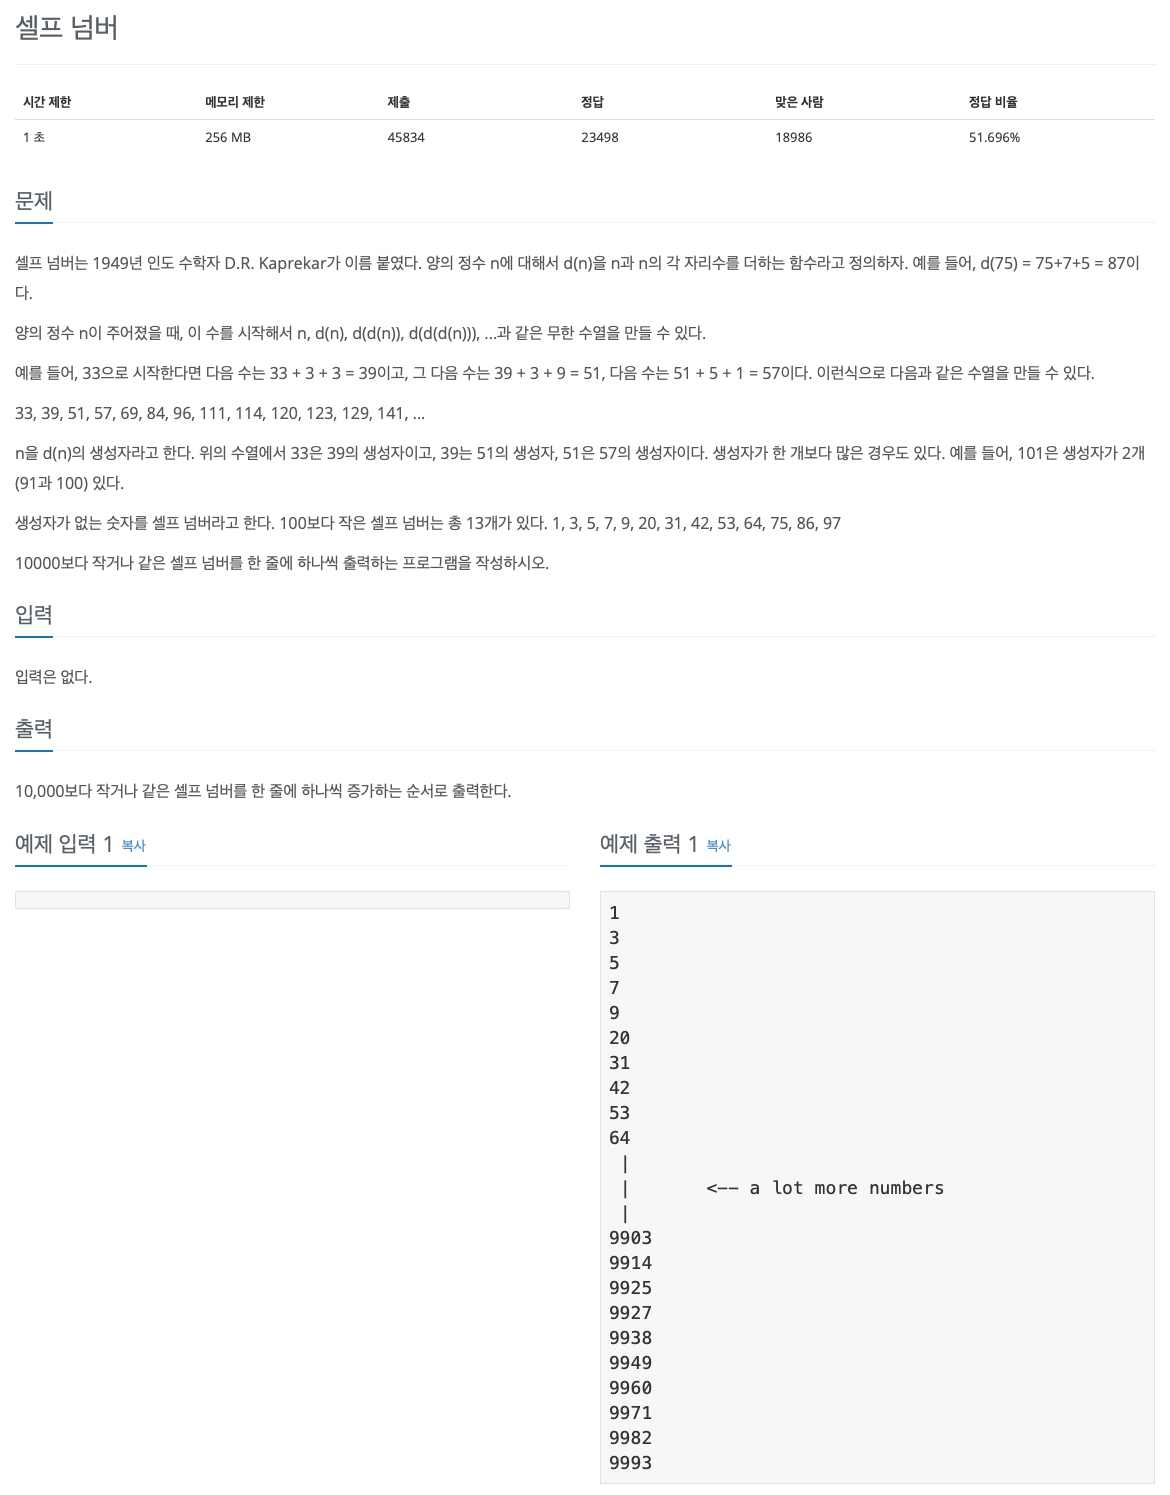 셀프 넘버
시간 제한 메모리 제한 제출 정답 맞은 사람 정답 비율
1 초 256 MB 45834 23498 18986 51.696%
문제
셀프 넘버는 1949년 인도 수학자 D.R. Kaprekar가 이름 붙였다. 양의 정수 n에 대해서 d(n)을 n과 n의 각 자리수를 더하는 함수라고 정의하자. 예를 들어, d(75) = 75+7+5 = 87이
다.
양의 정수 n이 주어졌을 때, 이 수를 시작해서 n, d(n), d(d(n)), d(d(d(n))), ...과 같은 무한 수열을 만들 수 있다.
예를 들어, 33으로 시작한다면 다음 수는 33 + 3 + 3 = 39이고, 그 다음 수는 39 + 3 + 9 = 51, 다음 수는 51 + 5 + 1 = 57이다. 이런식으로 다음과 같은 수열을 만들 수 있다.
33, 39, 51, 57, 69, 84, 96, 111, 114, 120, 123, 129, 141, ...
n을 d(n)의 생성자라고 한다. 위의 수열에서 33은 39의 생성자이고, 39는 51의 생성자, 51은 57의 생성자이다. 생성자가 한 개보다 많은 경우도 있다. 예를 들어, 101은 생성자가 2개
(91과 100) 있다.
생성자가 없는 숫자를 셀프 넘버라고 한다. 100보다 작은 셀프 넘버는 총 13개가 있다. 1, 3, 5, 7, 9, 20, 31, 42, 53, 64, 75, 86, 97
10000보다 작거나 같은 셀프 넘버를 한 줄에 하나씩 출력하는 프로그램을 작성하시오.
입력
입력은 없다.
출력
10,000보다 작거나 같은 셀프 넘버를 한 줄에 하나씩 증가하는 순서로 출력한다.
예제 입력 1 복사
예제 출력 1 복사
1
3
5
7
9
20
31
42
53
64
|
| <-- a lot more numbers
|
9903
9914
9925
9927
9938
9949
9960
9971
9982
9993